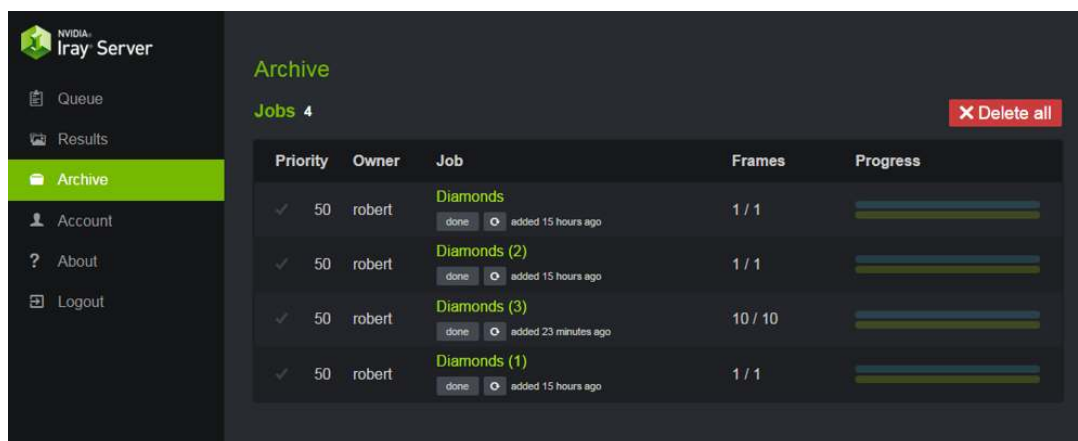 NVIDIA.
Iray® Server
Queue
Results
Archive
Account
? About
Logout
Archive
Jobs 4
Delete all
Priority Owner Job Frames Progress
50 robert Diamonds 1 / 1
done added 15 hours ago
50 robert Diamonds (2) 1 / 1
done added 15 hours ago
50 robert Diamonds (3) 10 / 10
done added 23 minutes ago
50 robert Diamonds (1) 1 / 1
done added 15 hours ago